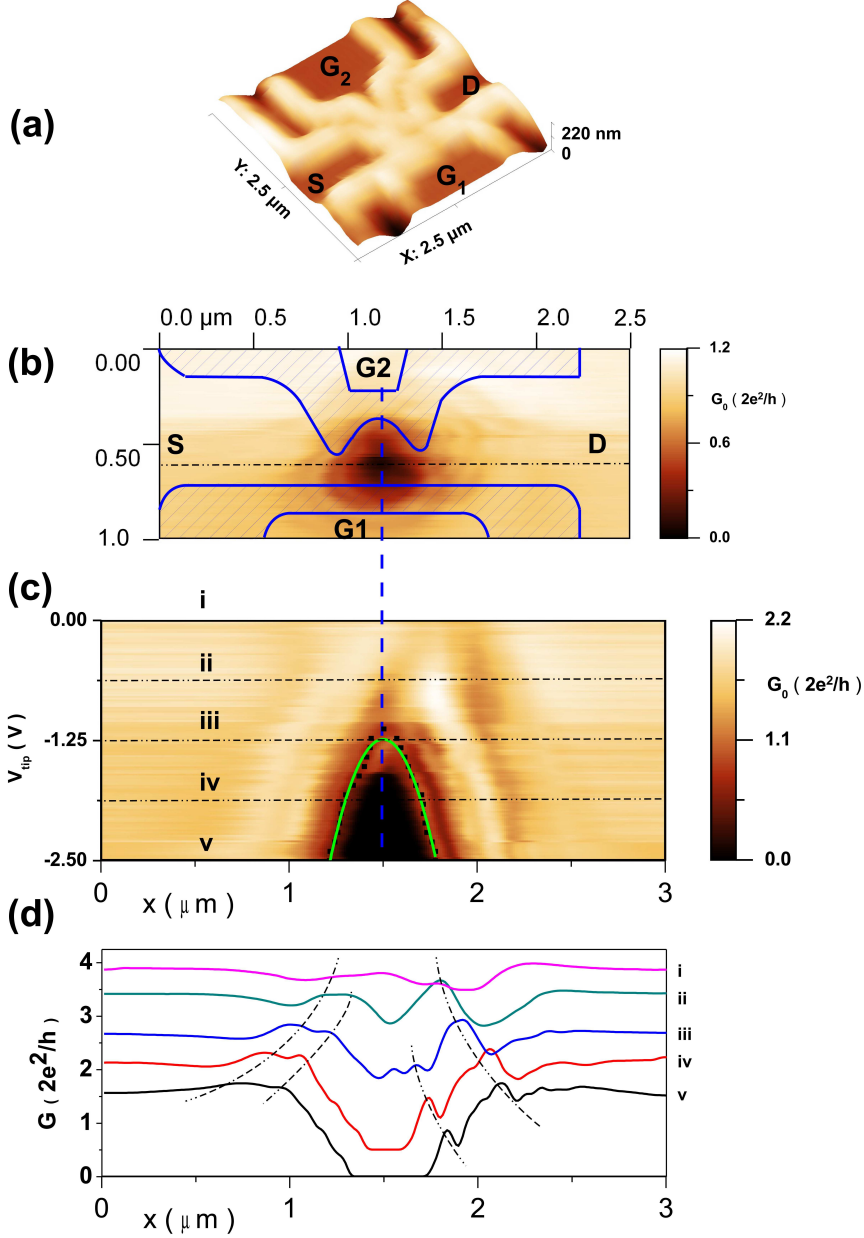 (a)
G2
D
S
G1
220 nm
0
Y: 2.5 μm
X: 2.5 μm
(b)
0.0 μm 0.5 1.0 1.5 2.0 2.5
0.00
0.50
1.0
G2
S
D
G1
1.2
G0 ( 2e²/h)
0.6
0.0
(c)
i
ii
iii
iv
v
0.00
-1.25
-2.50
Vtip ( V )
0 1 2 3
x ( μ m )
2.2
G0 ( 2e²/h )
1.1
0.0
(d)
4
3
2
1
0
G ( 2e²/h )
i
ii
iii
iv
v
0 1 2 3
x ( μ m )